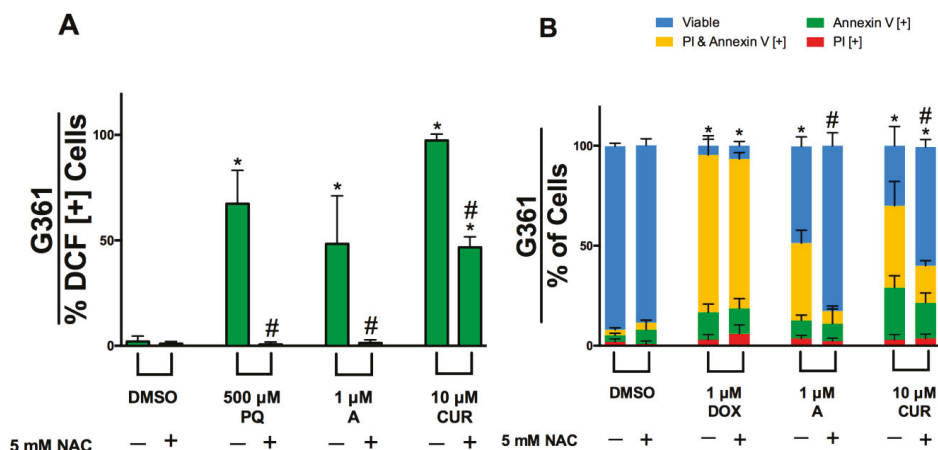 A
G361
% DCF [+] Cells
100
50
0
*
#
*
#
*
#
*
DMSO
500 µM
PQ
1 µM
A
10 µM
CUR
5 mM NAC
— + — + — + — +
B
Viable
Annexin V [+]
PI & Annexin V [+]
PI [+]
G361
% of Cells
100
50
0
*
*
*
#
*
#
*
DMSO
1 µM
DOX
1 µM
A
10 µM
CUR
5 mM NAC
— + — + — + — +